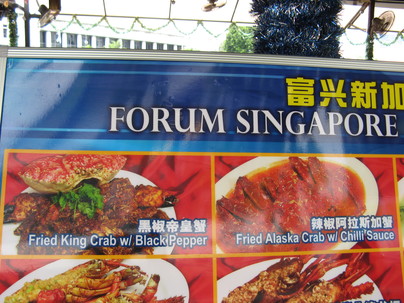 富兴新加
FORUM SINGAPORE
黑椒帝皇蟹
Fried King Crab w/ Black Pepper
辣椒阿拉斯加蟹
Fried Alaska Crab w/ Chilli Sauce